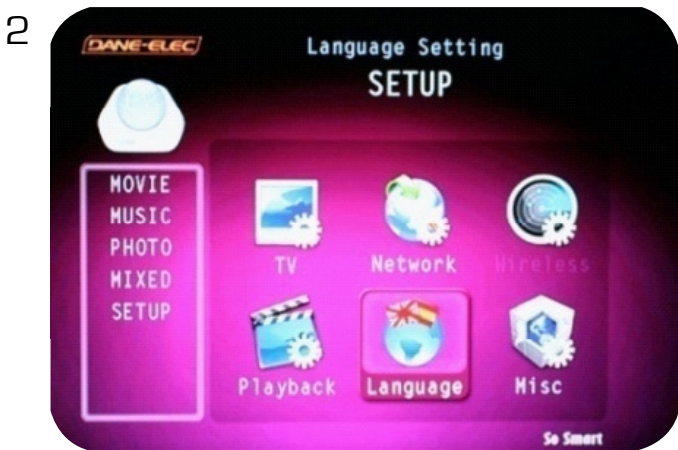 2
DANE-ELEC
Language Setting
SETUP
MOVIE
MUSIC
PHOTO
MIXED
SETUP
TV
Network
Wireless
Playback
Language
Misc
So Smart